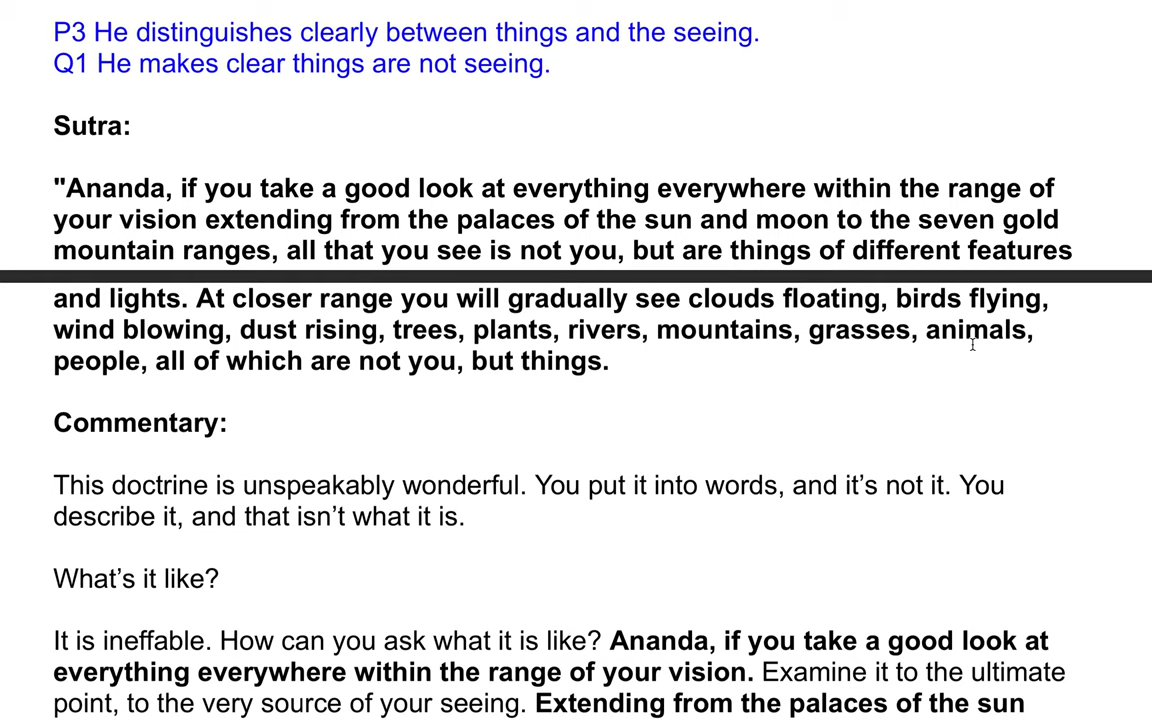 P3 He distinguishes clearly between things and the seeing.
Q1 He makes clear things are not seeing.
Sutra:
"Ananda, if you take a good look at everything everywhere within the range of
your vision extending from the palaces of the sun and moon to the seven gold
mountain ranges, all that you see is not you, but are things of different features
and lights. At closer range you will gradually see clouds floating, birds flying,
wind blowing, dust rising, trees, plants, rivers, mountains, grasses, animals,
people, all of which are not you, but things.
Commentary:
This doctrine is unspeakably wonderful. You put it into words, and it’s not it. You
describe it, and that isn’t what it is.
What’s it like?
It is ineffable. How can you ask what it is like? Ananda, if you take a good look at
everything everywhere within the range of your vision. Examine it to the ultimate
point, to the very source of your seeing. Extending from the palaces of the sun